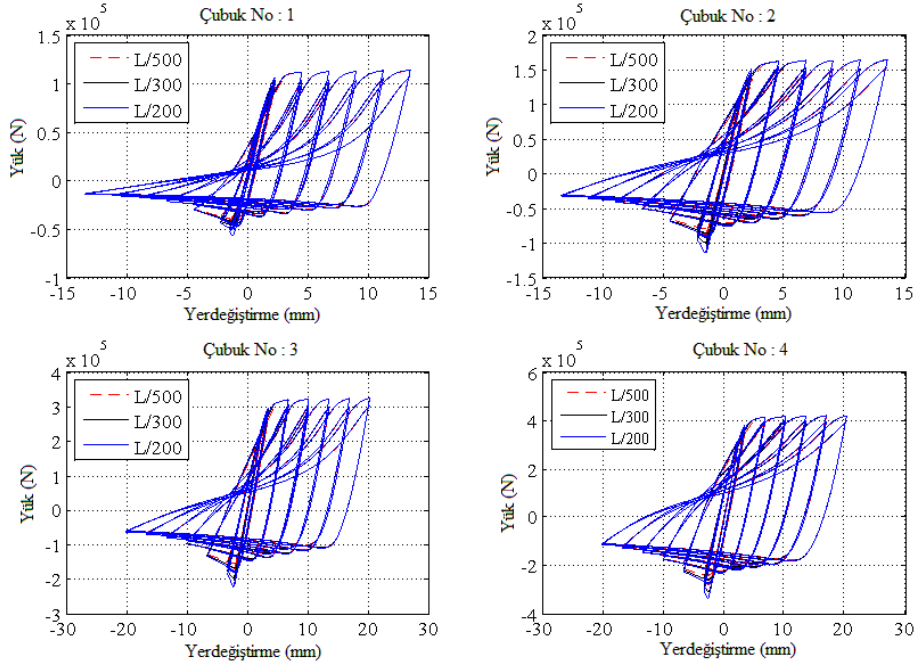 Çubuk No : 1
x 10^5
L/500
L/300
L/200
1.5
1
0.5
0
-0.5
-1
-15
-10
-5
0
5
10
15
Yük (N)
Yerdeğiştirme (mm)
Çubuk No : 2
x 10^5
L/500
L/300
L/200
2
1.5
1
0.5
0
-0.5
-1
-1.5
-15
-10
-5
0
5
10
15
Yük (N)
Yerdeğiştirme (mm)
Çubuk No : 3
x 10^5
L/500
L/300
L/200
4
3
2
1
0
-1
-2
-3
-30
-20
-10
0
10
20
30
Yük (N)
Yerdeğiştirme (mm)
Çubuk No : 4
x 10^5
L/500
L/300
L/200
6
4
2
0
-2
-4
-30
-20
-10
0
10
20
30
Yük (N)
Yerdeğiştirme (mm)